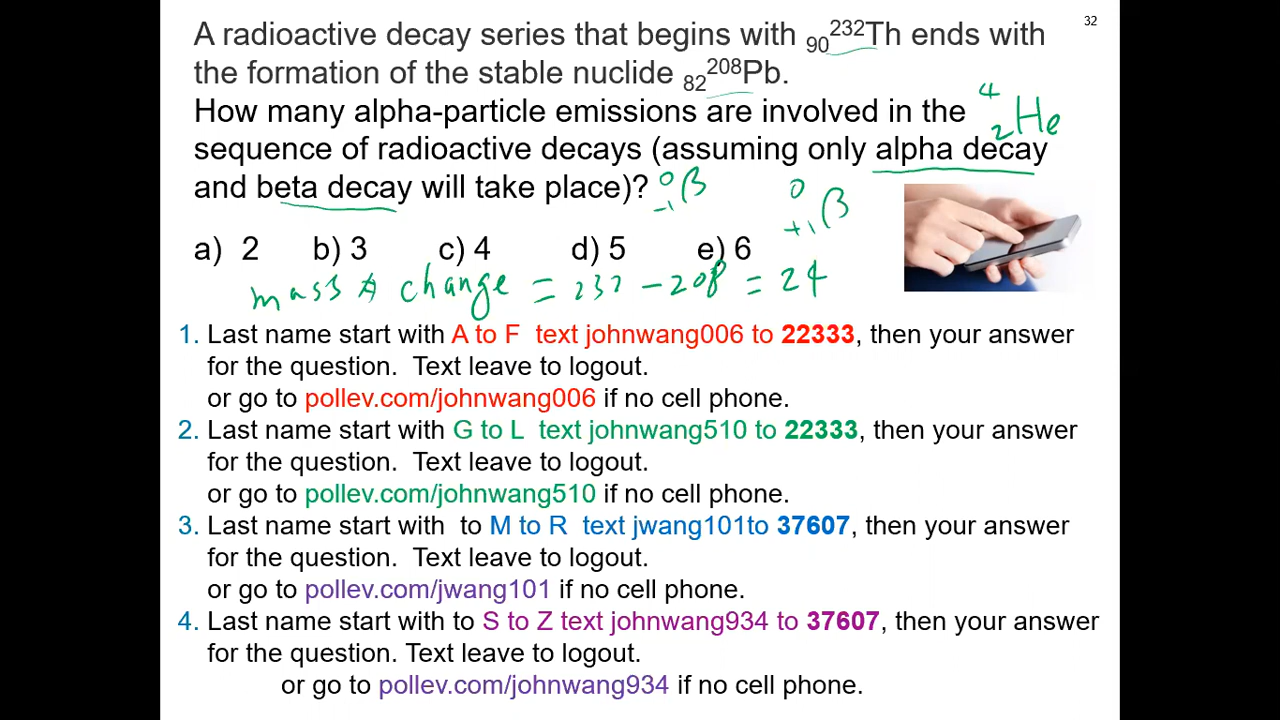 32
A radioactive decay series that begins with ₉₀²³²Th ends with
the formation of the stable nuclide ₈₂²⁰⁸Pb.
How many alpha-particle emissions are involved in the ⁴₂He
sequence of radioactive decays (assuming only alpha decay
and beta decay will take place)? ⁰₋₁β ⁰₊₁β
a) 2 b) 3 c) 4 d) 5 e) 6
mass # change = 232 - 208 = 24
1. Last name start with A to F text johnwang006 to 22333, then your answer
for the question. Text leave to logout.
or go to pollev.com/johnwang006 if no cell phone.
2. Last name start with G to L text johnwang510 to 22333, then your answer
for the question. Text leave to logout.
or go to pollev.com/johnwang510 if no cell phone.
3. Last name start with to M to R text jwang101to 37607, then your answer
for the question. Text leave to logout.
or go to pollev.com/jwang101 if no cell phone.
4. Last name start with to S to Z text johnwang934 to 37607, then your answer
for the question. Text leave to logout.
or go to pollev.com/johnwang934 if no cell phone.